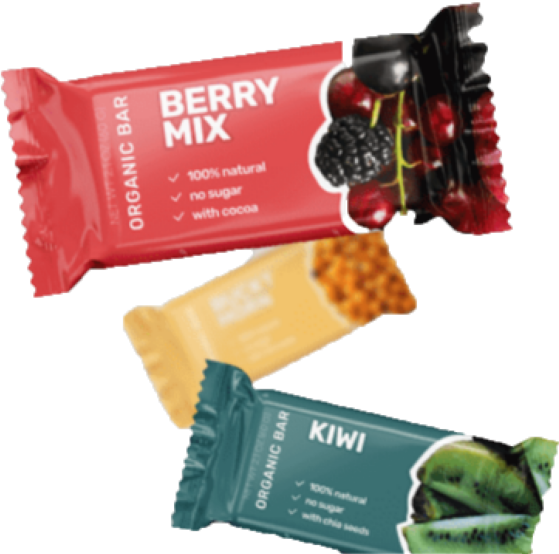 BERRY
MIX
100% natural
no sugar
with cocoa
ORGANIC BAR
KIWI
100% natural
no sugar
with chia seeds
ORGANIC BAR